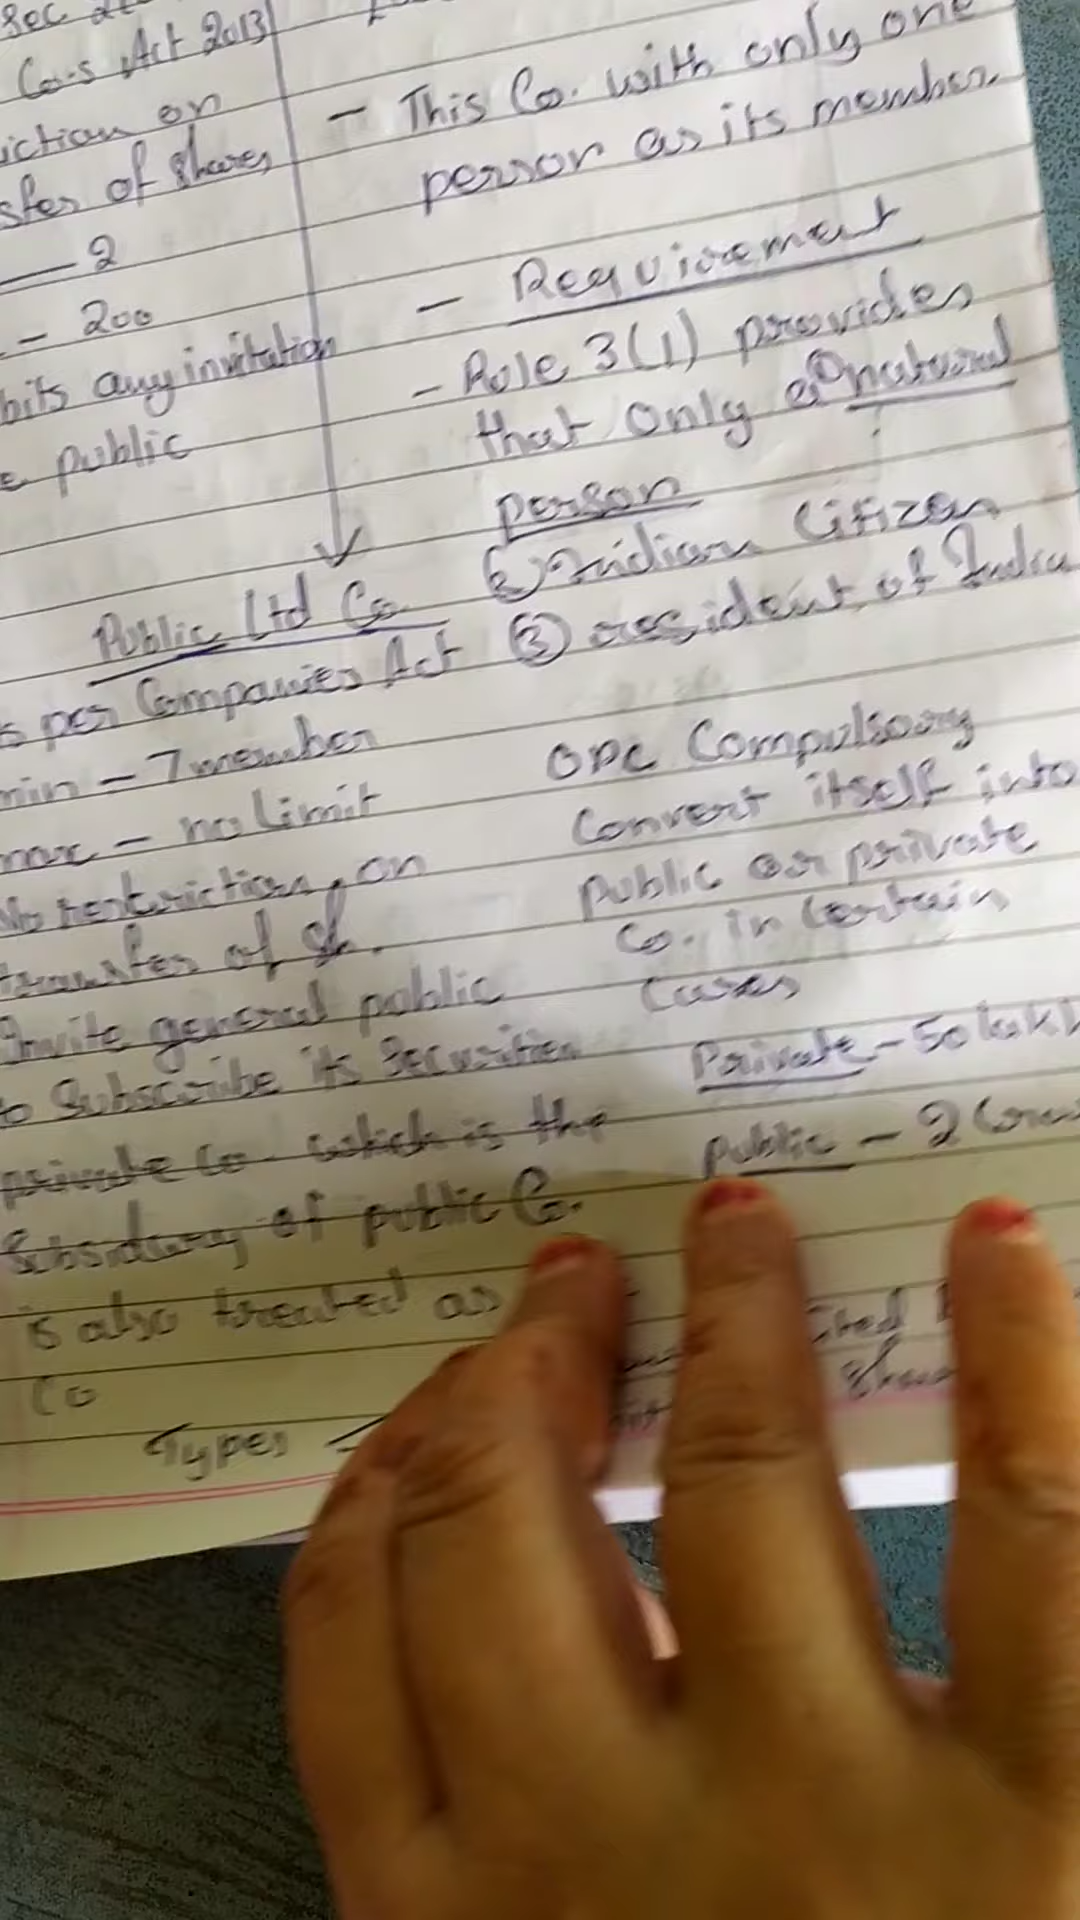 Sec
Co-s Act 2013
iction on
sfer of shares
— 2
- 200
bits any invitation
e public
Public Ltd Co.
s per Companies Act
min - 7 member
max - no limit
No restriction, on
transfer of sh.
Invite general public
to Subscribe its Securities
private co. which is the
Subsidary of public Co.
is also treated as
Co
Types
- This Co. with only one
person as its member.
- Requirement
- Rule 3(1) provides
that only ① natural
person
② Indian Citizen
③ resident of India
OPC Compulsory
Convert itself into
public or private
Co. in Certain
Cases
Private - 50 lakh
public - 2 Cro